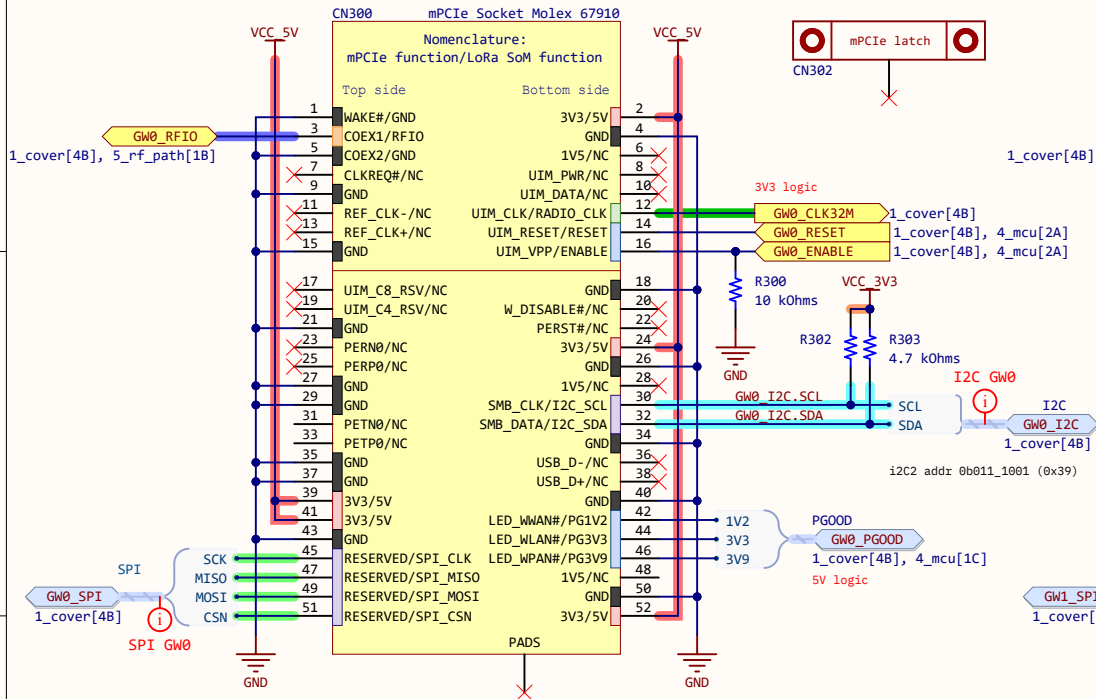 CN300 mPCIe Socket Molex 67910
Nomenclature:
mPCIe function/LoRa SoM function
Top side Bottom side
VCC_5V
VCC_5V
mPCIe latch
CN302
1 WAKE#/GND
3 COEX1/RFIO
5 COEX2/GND
7 CLKREQ#/NC
9 GND
11 REF_CLK-/NC
13 REF_CLK+/NC
15 GND
17 UIM_C8_RSV/NC
19 UIM_C4_RSV/NC
21 GND
23 PERN0/NC
25 PERP0/NC
27 GND
29 GND
31 PETN0/NC
33 PETP0/NC
35 GND
37 GND
39 3V3/5V
41 3V3/5V
43 GND
45 RESERVED/SPI_CLK
47 RESERVED/SPI_MISO
49 RESERVED/SPI_MOSI
51 RESERVED/SPI_CSN
3V3/5V 2
GND 4
1V5/NC 6
UIM_PWR/NC 8
UIM_DATA/NC 10
UIM_CLK/RADIO_CLK 12
UIM_RESET/RESET 14
UIM_VPP/ENABLE 16
GND 18
W_DISABLE#/NC 20
PERST#/NC 22
3V3/5V 24
GND 26
1V5/NC 28
SMB_CLK/I2C_SCL 30
SMB_DATA/I2C_SDA 32
GND 34
USB_D-/NC 36
USB_D+/NC 38
GND 40
LED_WWAN#/PG1V2 42
LED_WLAN#/PG3V3 44
LED_WPAN#/PG3V9 46
1V5/NC 48
GND 50
3V3/5V 52
PADS
GW0_RFIO
1_cover[4B], 5_rf_path[1B]
SPI
SCK
MISO
MOSI
CSN
GW0_SPI
1_cover[4B]
i
SPI GW0
GND
GND
1_cover[4B]
3V3 logic
GW0_CLK32M 1_cover[4B]
GW0_RESET 1_cover[4B], 4_mcu[2A]
GW0_ENABLE 1_cover[4B], 4_mcu[2A]
R300
10 kOhms
GND
VCC_3V3
R302
R303
4.7 kOhms
GW0_I2C.SCL
GW0_I2C.SDA
SCL
SDA
I2C GW0
i
I2C
GW0_I2C
1_cover[4B]
i2C2 addr 0b011_1001 (0x39)
1V2
3V3
3V9
PGOOD
GW0_PGOOD
1_cover[4B], 4_mcu[1C]
5V logic
GW1_SPI
1_cover[